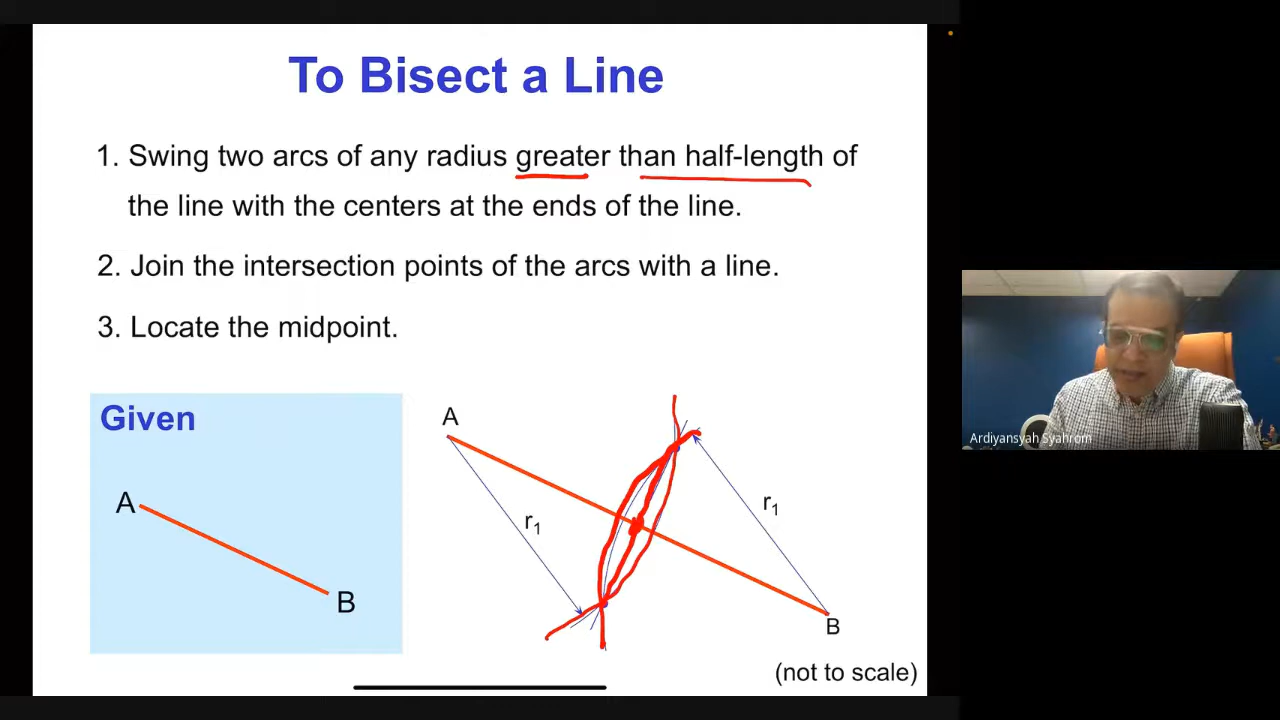 To Bisect a Line
1. Swing two arcs of any radius greater than half-length of
the line with the centers at the ends of the line.
2. Join the intersection points of the arcs with a line.
3. Locate the midpoint.
Given
A
B
A
r1
r1
B
(not to scale)
Ardiyansyah Syahrom